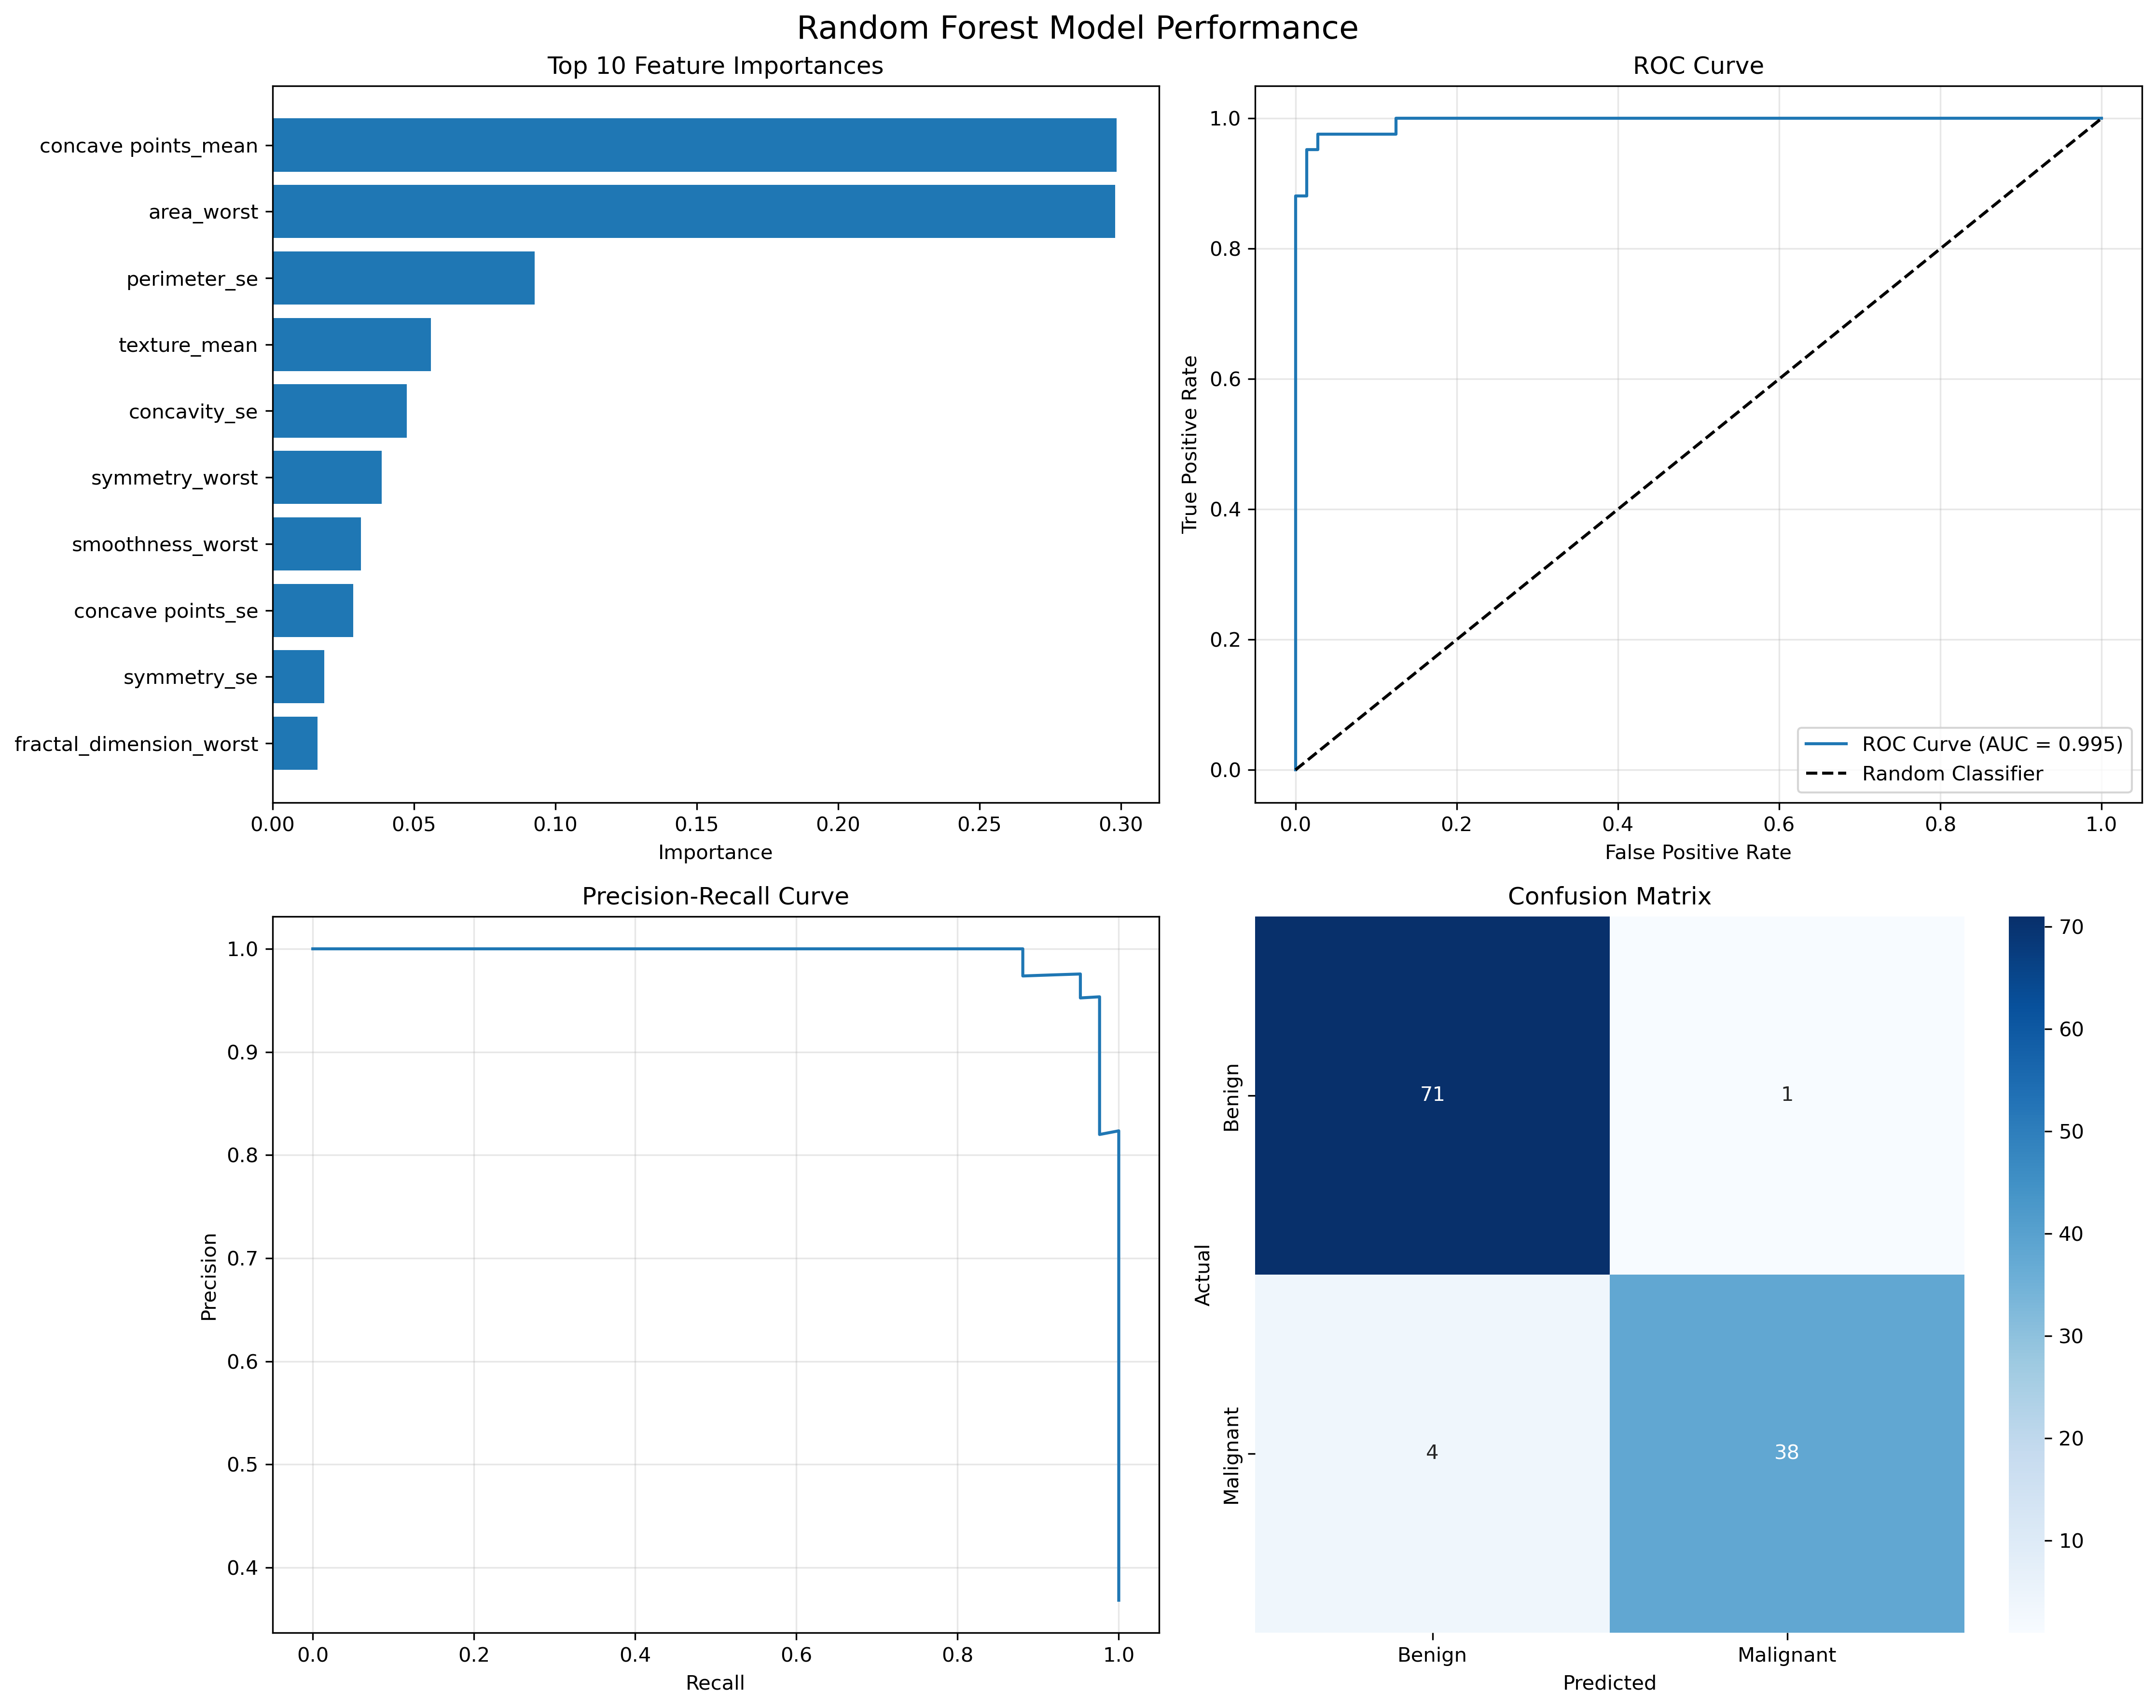 Random Forest Model Performance
Top 10 Feature Importances
concave points_mean
area_worst
perimeter_se
texture_mean
concavity_se
symmetry_worst
smoothness_worst
concave points_se
symmetry_se
fractal_dimension_worst
0.00 0.05 0.10 0.15 0.20 0.25 0.30
Importance
ROC Curve
True Positive Rate
1.0
0.8
0.6
0.4
0.2
0.0
ROC Curve (AUC = 0.995)
Random Classifier
0.0 0.2 0.4 0.6 0.8 1.0
False Positive Rate
Precision-Recall Curve
Precision
1.0
0.9
0.8
0.7
0.6
0.5
0.4
0.0 0.2 0.4 0.6 0.8 1.0
Recall
Confusion Matrix
Actual
Benign
71 1
Malignant
4 38
Benign Malignant
Predicted
70
60
50
40
30
20
10